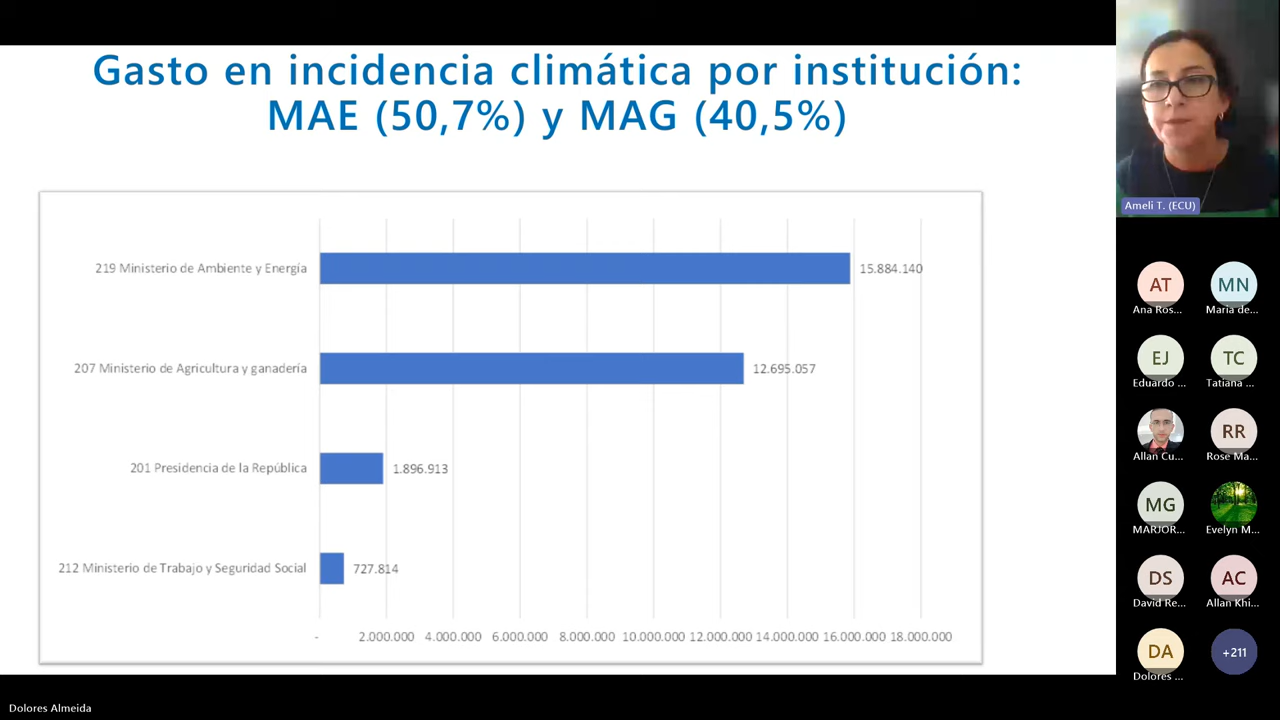 Gasto en incidencia climática por institución:
MAE (50,7%) y MAG (40,5%)
219 Ministerio de Ambiente y Energía
15.884.140
207 Ministerio de Agricultura y ganadería
12.695.057
201 Presidencia de la República
1.896.913
212 Ministerio de Trabajo y Seguridad Social
727.814
- 2.000.000 4.000.000 6.000.000 8.000.000 10.000.000 12.000.000 14.000.000 16.000.000 18.000.000
Ameli T. (ECU)
AT MN
Ana Ros... Maria de...
EJ TC
Eduardo ... Tatiana ...
RR
Allan Cu... Rose Ma...
MG
MARJOR... Evelyn M...
DS AC
David Re... Allan Khi...
DA +211
Dolores ...
Dolores Almeida